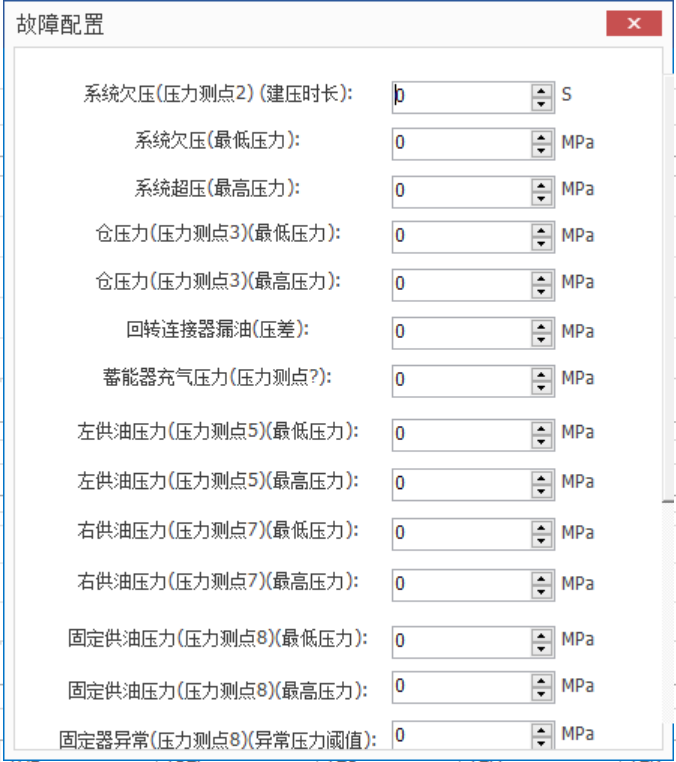 故障配置
系统欠压(压力测点2) (建压时长): 0 S
系统欠压(最低压力): 0 MPa
系统超压(最高压力): 0 MPa
仓压力(压力测点3)(最低压力): 0 MPa
仓压力(压力测点3)(最高压力): 0 MPa
回转连接器漏油(压差): 0 MPa
蓄能器充气压力(压力测点?): 0 MPa
左供油压力(压力测点5)(最低压力): 0 MPa
左供油压力(压力测点5)(最高压力): 0 MPa
右供油压力(压力测点7)(最低压力): 0 MPa
右供油压力(压力测点7)(最高压力): 0 MPa
固定供油压力(压力测点8)(最低压力): 0 MPa
固定供油压力(压力测点8)(最高压力): 0 MPa
固定器异常(压力测点8)(异常压力阈值): 0 MPa